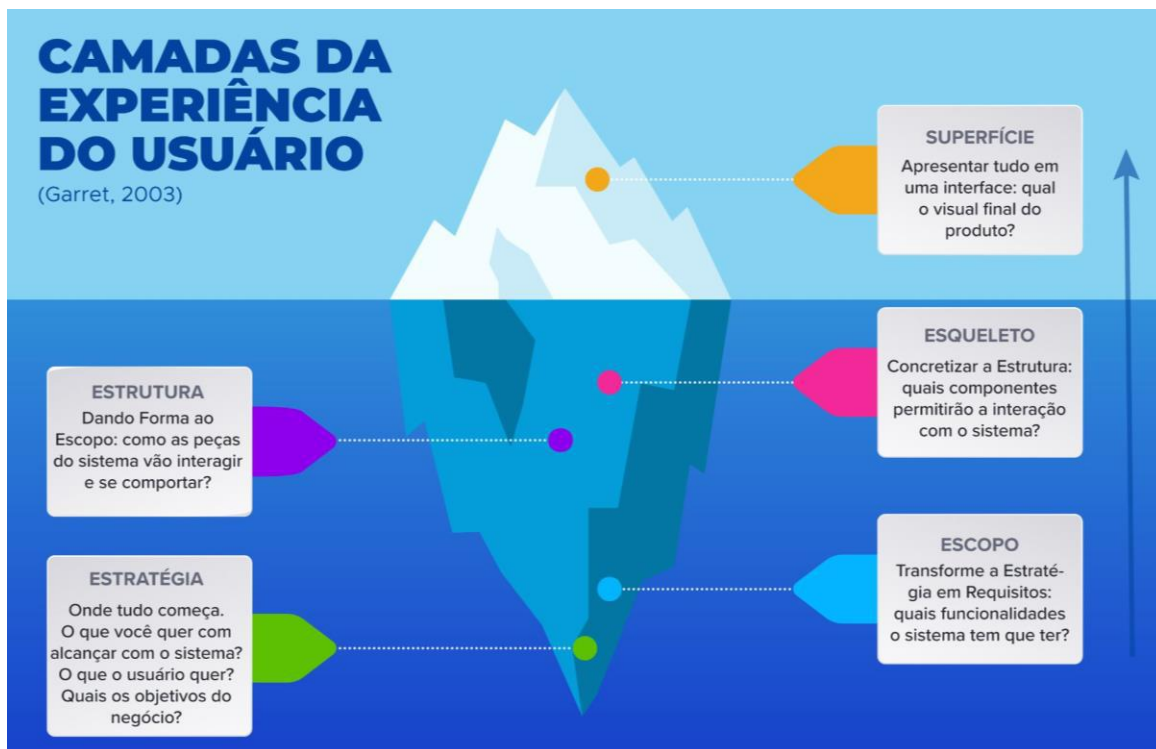 CAMADAS DA
EXPERIÊNCIA
DO USUÁRIO
(Garret, 2003)
SUPERFÍCIE
Apresentar tudo em
uma interface: qual
o visual final do
produto?
ESQUELETO
Concretizar a Estrutura:
quais componentes
permitirão a interação
com o sistema?
ESTRUTURA
Dando Forma ao
Escopo: como as peças
do sistema vão interagir
e se comportar?
ESCOPO
Transforme a Estraté-
gia em Requisitos:
quais funcionalidades
o sistema tem que ter?
ESTRATÉGIA
Onde tudo começa.
O que você quer com
alcançar com o sistema?
O que o usuário quer?
Quais os objetivos do
negócio?